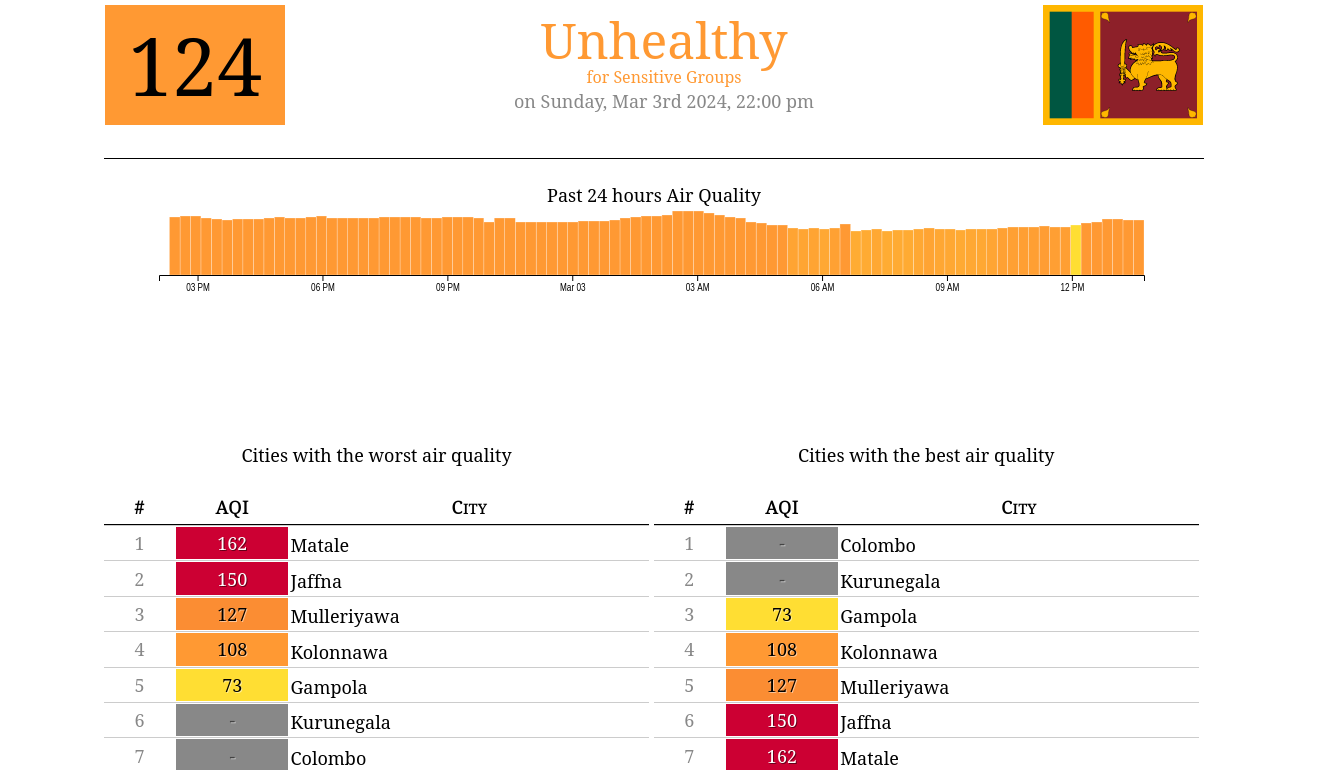 124
Unhealthy
for Sensitive Groups
on Sunday, Mar 3rd 2024, 22:00 pm
Past 24 hours Air Quality
03 PM 06 PM 09 PM Mar 03 03 AM 06 AM 09 AM 12 PM
Cities with the worst air quality
# AQI City
1 162 Matale
2 150 Jaffna
3 127 Mulleriyawa
4 108 Kolonnawa
5 73 Gampola
6 - Kurunegala
7 - Colombo
Cities with the best air quality
# AQI City
1 - Colombo
2 - Kurunegala
3 73 Gampola
4 108 Kolonnawa
5 127 Mulleriyawa
6 150 Jaffna
7 162 Matale